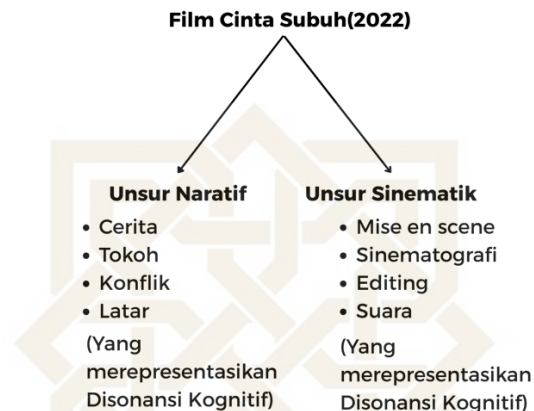 Film Cinta Subuh(2022)
Unsur Naratif
• Cerita
• Tokoh
• Konflik
• Latar
(Yang
merepresentasikan
Disonansi Kognitif)
Unsur Sinematik
• Mise en scene
• Sinematografi
• Editing
• Suara
(Yang
merepresentasikan
Disonansi Kognitif)